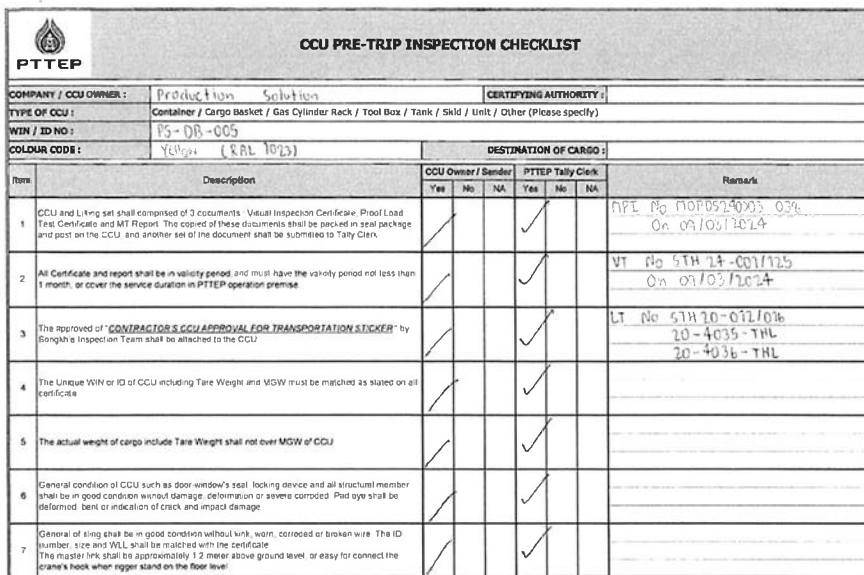 PTTEP
CCU PRE-TRIP INSPECTION CHECKLIST
COMPANY / CCU OWNER : Production Solution CERTIFYING AUTHORITY :
TYPE OF CCU : Container / Cargo Basket / Gas Cylinder Rack / Tool Box / Tank / Skid / Unit / Other (Please specify)
WIN / ID NO : PS-DB-005
COLOUR CODE : Yellow (RAL 1023) DESTINATION OF CARGO :
Item Description CCU Owner / Sender PTTEP Tally Clerk Remark
Yes No NA Yes No NA
1 CCU and Lifting set shall comprised of 3 documents : Visual Inspection Certificate, Proof Load
Test Certificate and MT Report. The copied of these documents shall be packed in seal package
and post on the CCU, and another set of the document shall be submitted to Tally Clerk
MPI No
On 09/03/2024
2 All Certificate and report shall be in validity period, and must have the validity period not less than
1 month, or cover the service duration in PTTEP operation premise.
VT No STH 24-001/125
On 09/03/2024
3 The approved of "CONTRACTOR'S CCU APPROVAL FOR TRANSPORTATION STICKER" by
Songkhla Inspection Team shall be attached to the CCU
LT No STH 20-012/016
20-4035-THL
20-4036-THL
4 The Unique WIN or ID of CCU including Tare Weight and MGW must be matched as stated on all
certificate
5 The actual weight of cargo include Tare Weight shall not over MGW of CCU
6 General condition of CCU such as door-window's seal, locking device and all structural member
shall be in good condition without damage, deformation or severe corroded. Pad eye shall be
deformed, bent or indication of crack and impact damage
7 General of sling shall be in good condition without kink, worn, corroded or broken wire. The ID
number, size and WLL shall be matched with the certificate
The master link shall be approximately 1.2 meter above ground level, or easy for connect the
crane's hook when rigger stand on the floor level